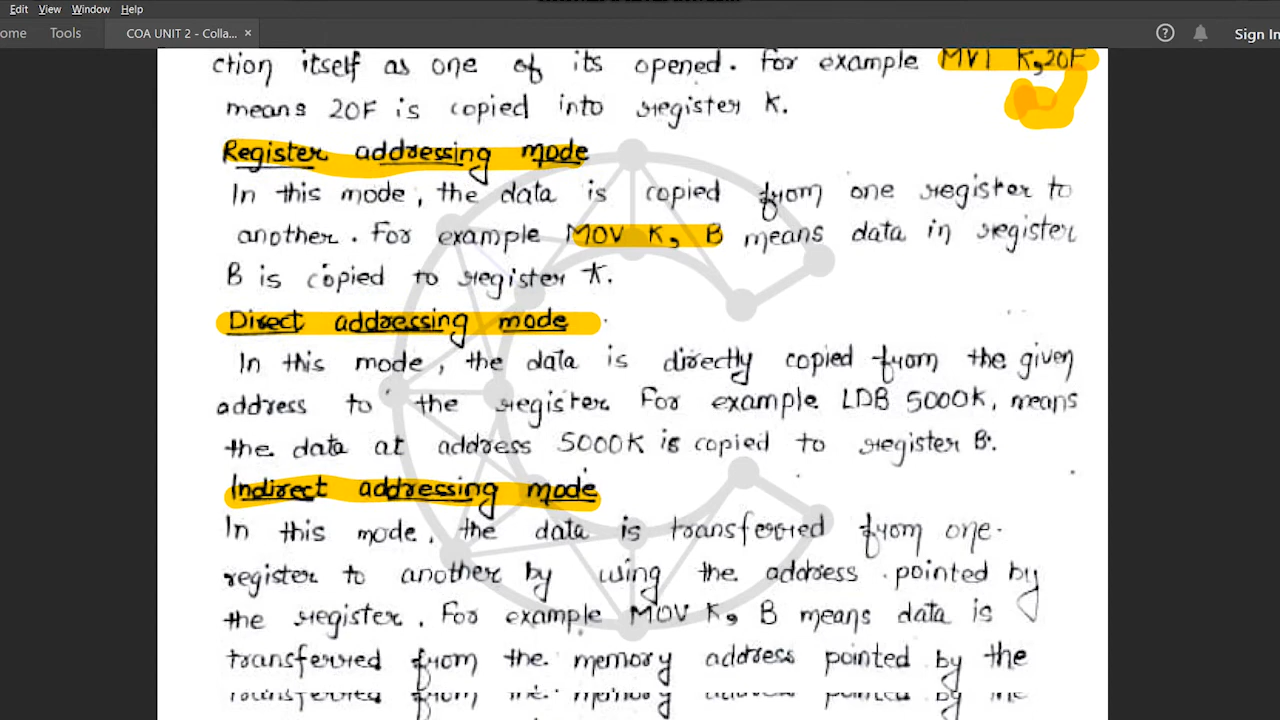 Edit View Window Help
ome Tools COA UNIT 2 - Colla... × ? Sign In
ction itself as one of its opened. For example MVI K,20F
means 20F is copied into register K.
Register addressing mode
In this mode, the data is copied from one register to
another. For example MOV K, B means data in register
B is copied to register K.
Direct addressing mode
In this mode, the data is directly copied from the given
address to the register. For example LDB 5000K, means
the data at address 5000K is copied to register B.
Indirect addressing mode
In this mode, the data is transferred from one
register to another by using the address pointed by
the register. For example MOV K, B means data is
transferred from the memory address pointed by the